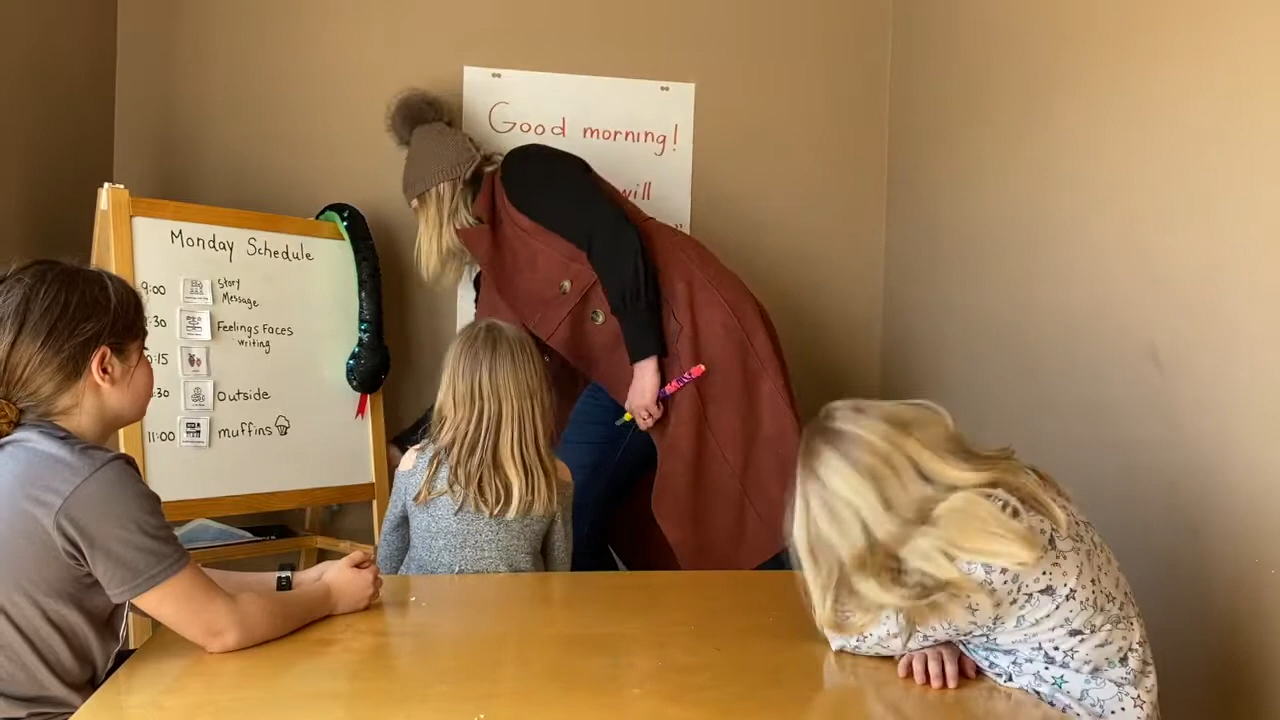 Good morning!
will
Monday Schedule
9:00 Story
Message
:30 Feelings Faces
writing
:15
:30 Outside
11:00 muffins